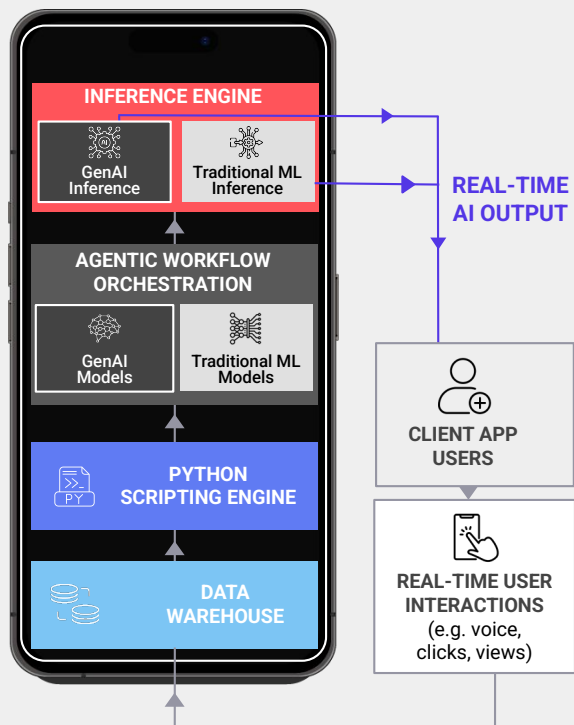 INFERENCE ENGINE
GenAI
Inference
Traditional ML
Inference
REAL-TIME
AI OUTPUT
AGENTIC WORKFLOW
ORCHESTRATION
GenAI
Models
Traditional ML
Models
CLIENT APP
USERS
PY
PYTHON
SCRIPTING ENGINE
REAL-TIME USER
INTERACTIONS
(e.g. voice,
clicks, views)
DATA
WAREHOUSE